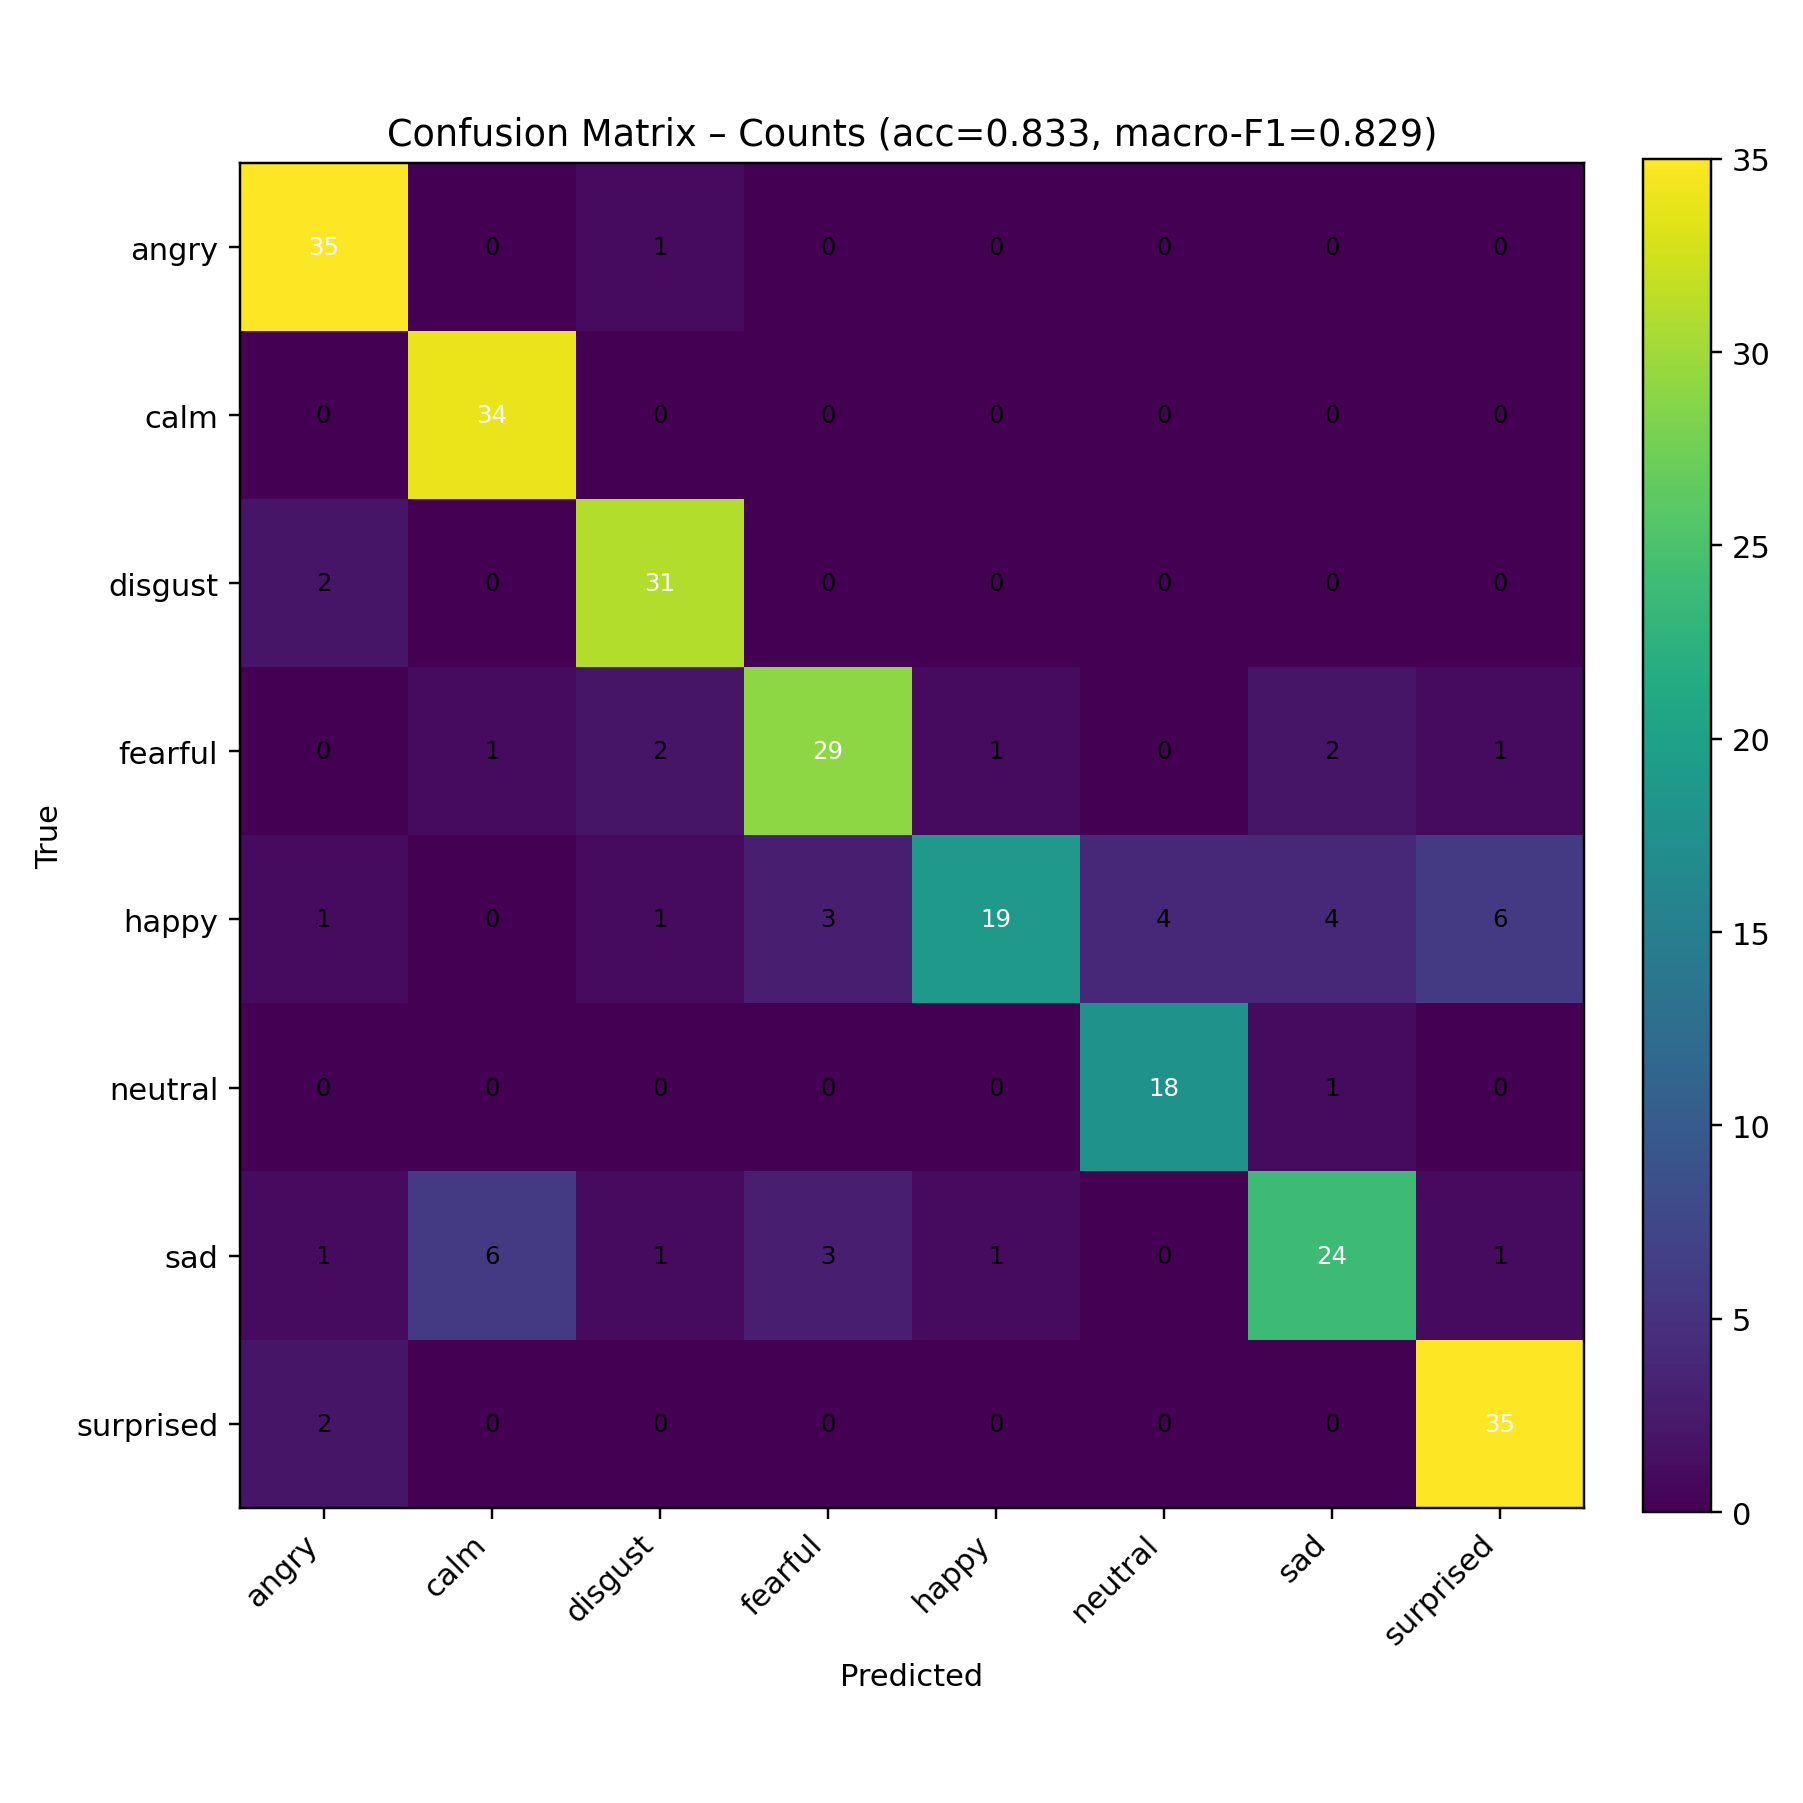 Confusion Matrix – Counts (acc=0.833, macro-F1=0.829)
angry 35 0 1 0 0 0 0 0
calm 0 34 0 0 0 0 0 0
disgust 2 0 31 0 0 0 0 0
fearful 0 1 2 29 1 0 2 1
happy 1 0 1 3 19 4 4 6
neutral 0 0 0 0 0 18 1 0
sad 1 6 1 3 1 0 24 1
surprised 2 0 0 0 0 0 0 35
True
angry calm disgust fearful happy neutral sad surprised
Predicted
35
30
25
20
15
10
5
0